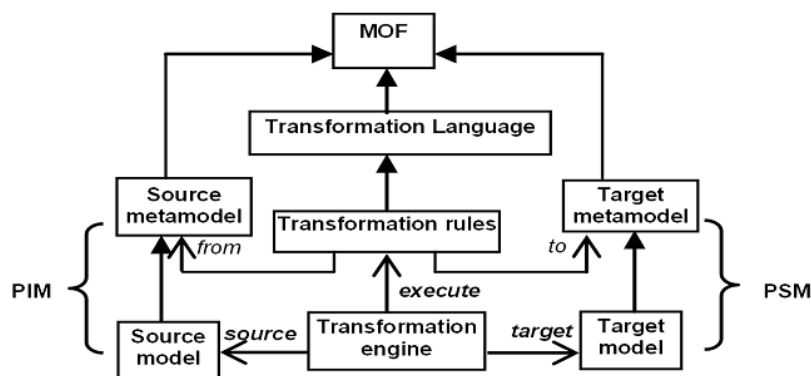 MOF
Transformation Language
Source
metamodel
Target
metamodel
Transformation rules
from
to
PIM
PSM
execute
Source
model
source
Transformation
engine
target
Target
model